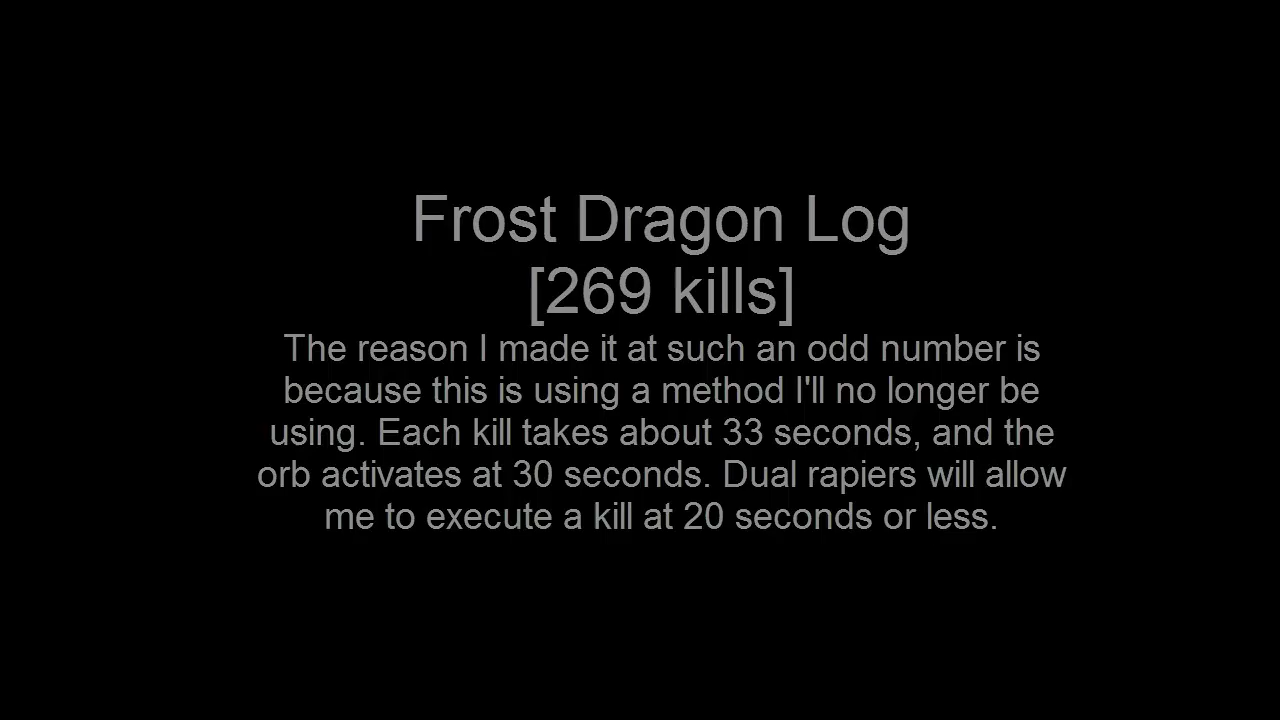 Frost Dragon Log
[269 kills]
The reason I made it at such an odd number is
because this is using a method I'll no longer be
using. Each kill takes about 33 seconds, and the
orb activates at 30 seconds. Dual rapiers will allow
me to execute a kill at 20 seconds or less.